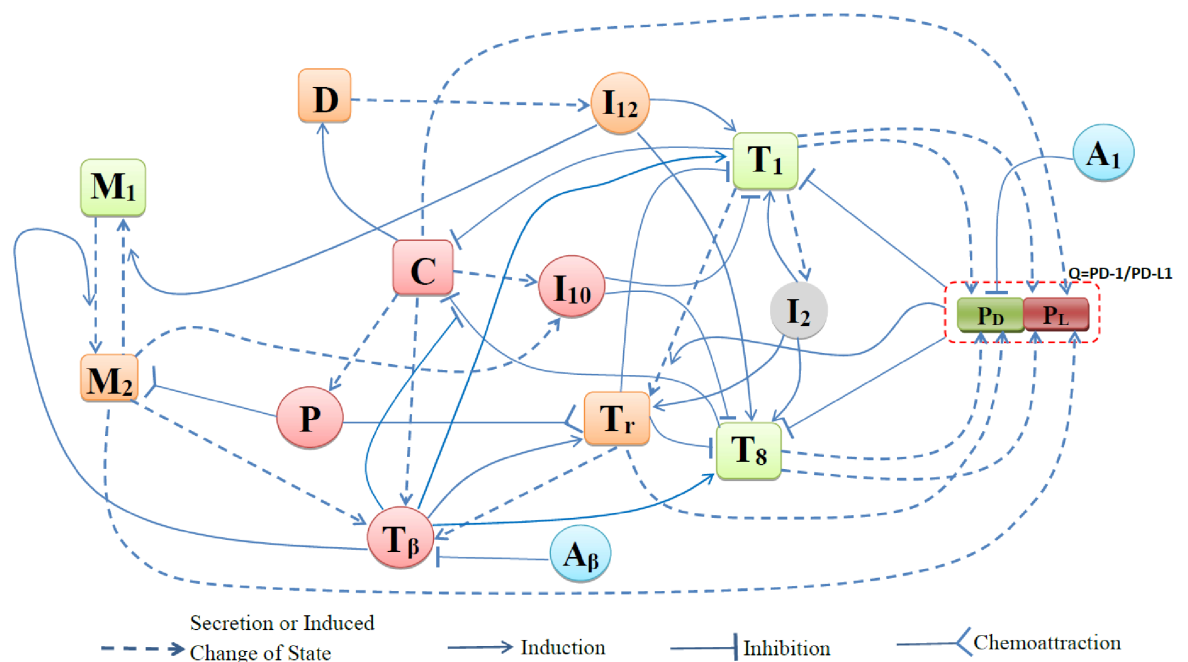 D
I12
T1
A1
M1
C
I10
Q=PD-1/PD-L1
I2
PD
PL
M2
P
Tr
T8
Tβ
Aβ
Secretion or Induced
Change of State
Induction
Inhibition
Chemoattraction